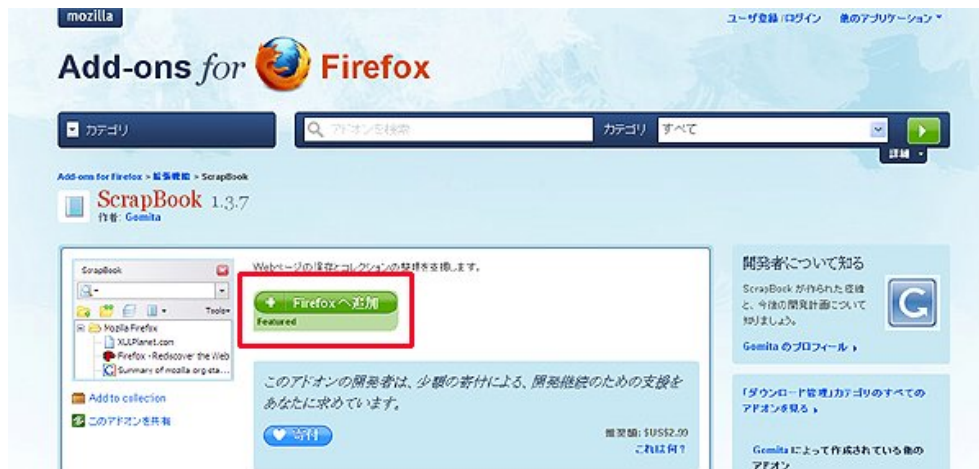 mozilla
ユーザ登録/ログイン 他のアプリケーション
Add-ons for Firefox
カテゴリ
アドオンを検索
カテゴリ すべて
詳細
Add-ons for Firefox > 拡張機能 > ScrapBook
ScrapBook 1.3.7
作者: Gomita
ScrapBook
Tools
Mozilla Firefox
XULPlanet.com
Firefox - Rediscover the Web
Summary of mozilla.org sta...
Add to collection
このアドオンを共有
Webページの保存とコレクションの整理を支援します。
Firefox へ追加
Featured
このアドオンの開発者は、少額の寄付による、開発継続のための支援を
あなたに求めています。
寄付
推奨額: $US$2.99
これは何?
開発者について知る
ScrapBook が作られた経緯
と、今後の開発計画について
知りましょう。
Gomita のプロフィール
「ダウンロード管理」カテゴリのすべての
アドオンを見る
Gomita によって作成されている他の
アドオン